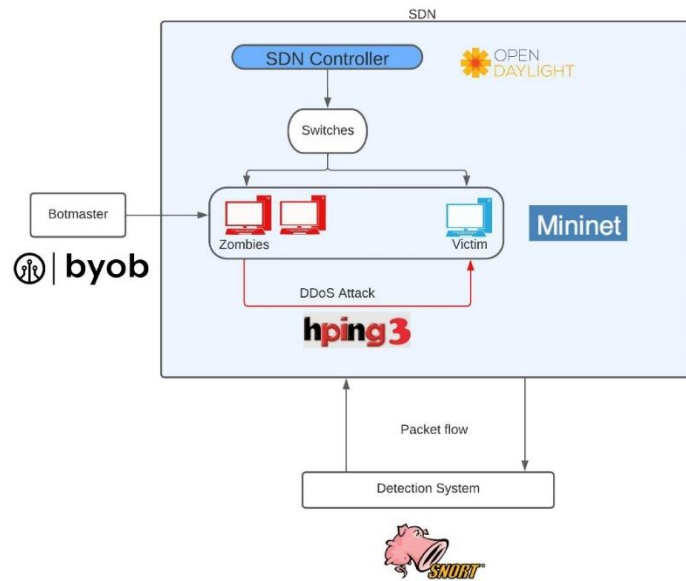 SDN
SDN Controller
OPEN
DAYLIGHT
Switches
Botmaster
byob
Zombies
Victim
Mininet
DDoS Attack
hping3
Packet flow
Detection System
SNORT